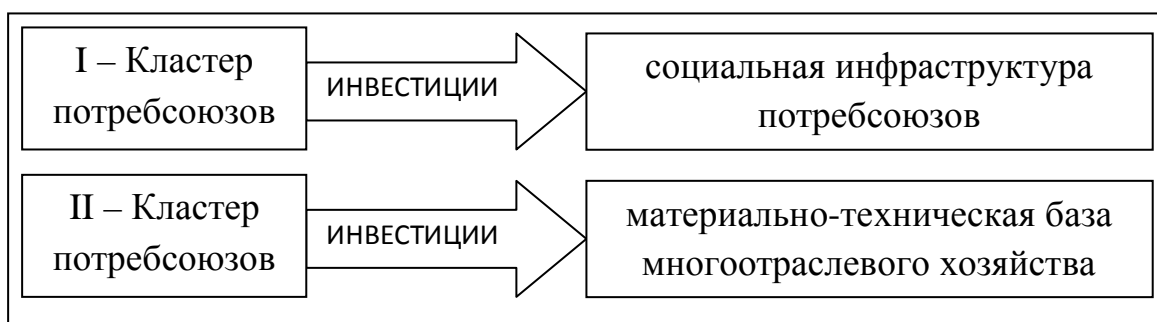 I – Кластер
потребсоюзов
ИНВЕСТИЦИИ
социальная инфраструктура
потребсоюзов
II – Кластер
потребсоюзов
ИНВЕСТИЦИИ
материально-техническая база
многоотраслевого хозяйства